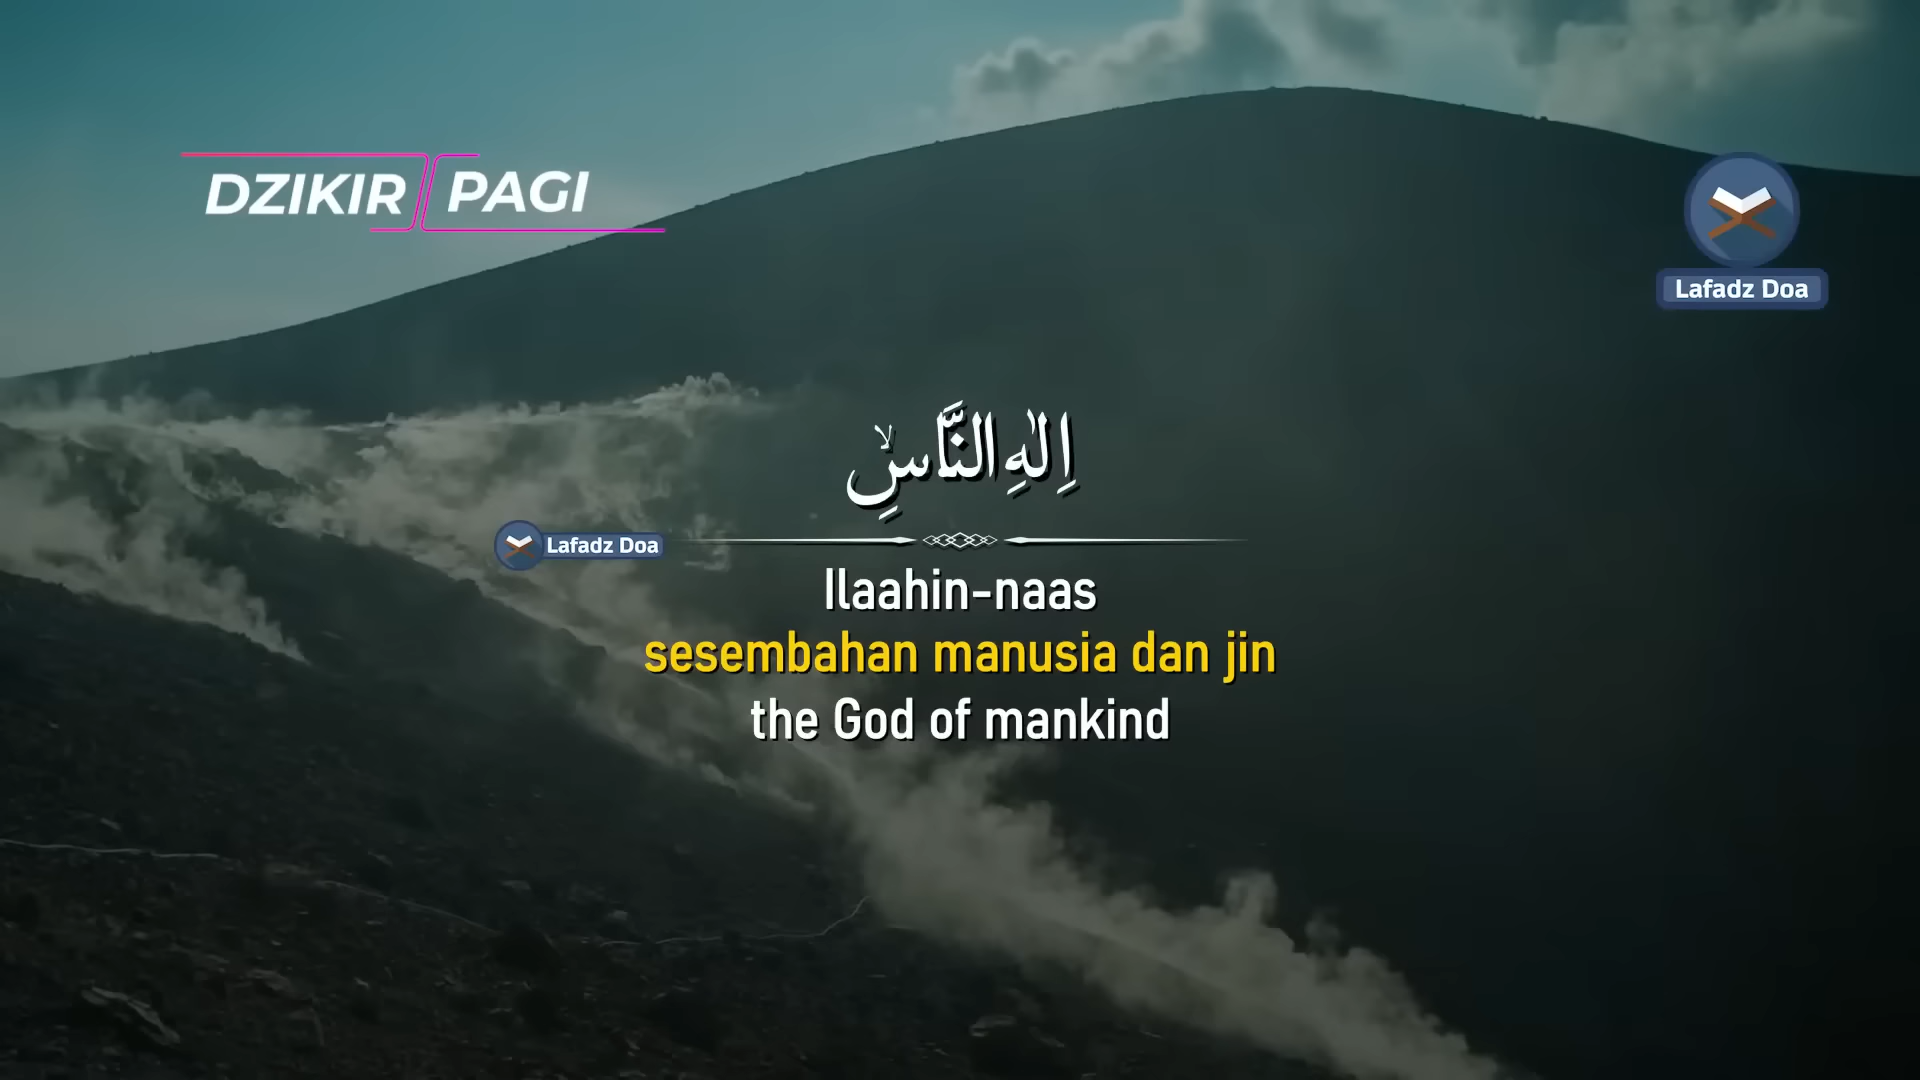 DZIKIR PAGI
Lafadz Doa
اِلٰهِ النَّاسِۙ
Lafadz Doa
Ilaahin-naas
sesembahan manusia dan jin
the God of mankind